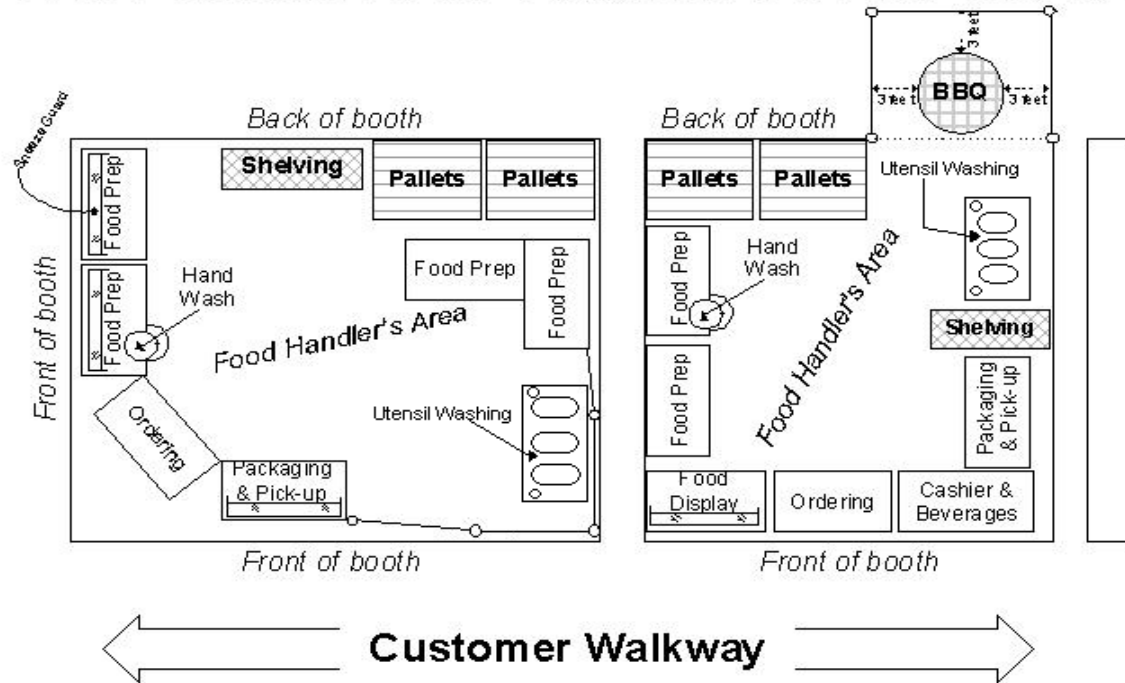 3 feet
BBQ
3 feet
3 feet
Sneeze Guard
Back of booth
Back of booth
Shelving
Pallets
Pallets
Pallets
Pallets
Utensil Washing
Food Prep
Food Prep
Food Prep
Food Prep
Front of booth
Hand
Wash
Food Handler's Area
Food Prep
Hand
Wash
Food Handler's Area
Shelving
Ordering
Utensil Washing
Food Prep
Packaging
& Pick-up
Packaging
& Pick-up
Food
Display
Ordering
Cashier &
Beverages
Front of booth
Front of booth
Customer Walkway